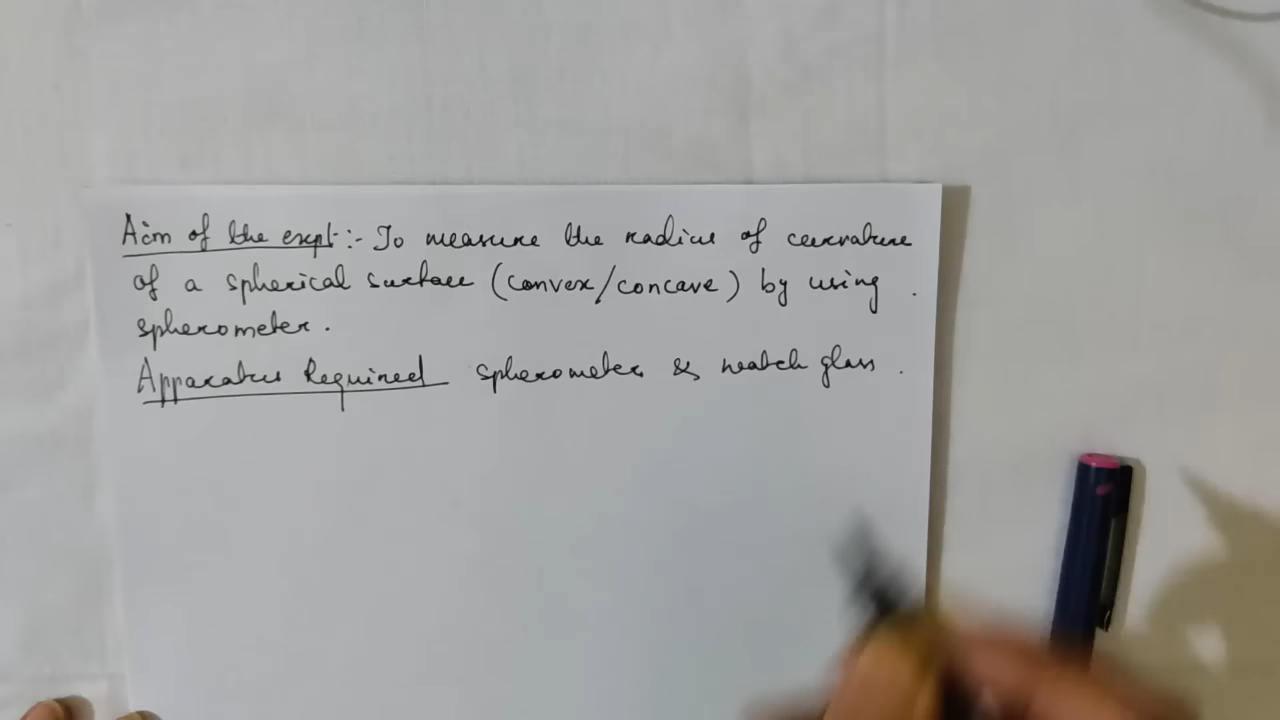 Aim of the expt:- To measure the radius of curvature
of a spherical surface (convex/concave) by using
spherometer.
Apparatus Required spherometer & watch glass.